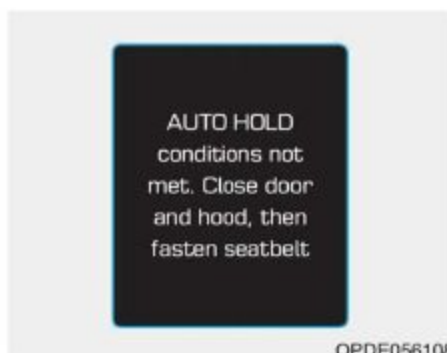 AUTO HOLD
conditions not
met. Close door
and hood, then
fasten seatbelt